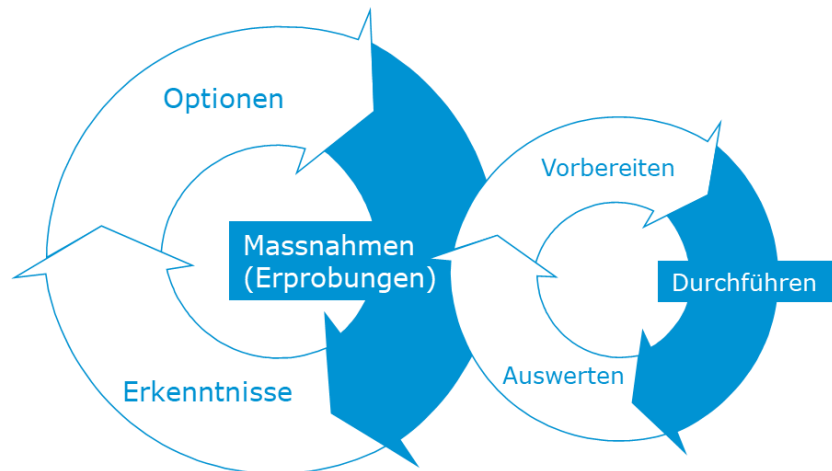 Optionen
Massnahmen
(Erprobungen)
Erkenntnisse
Vorbereiten
Durchführen
Auswerten